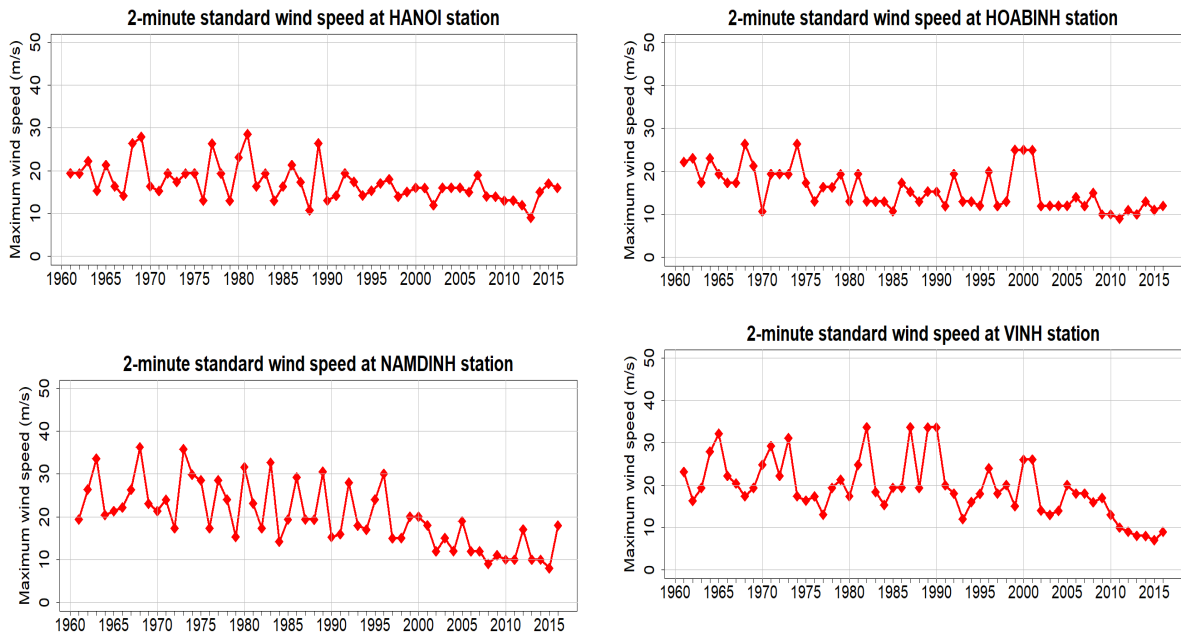 2-minute standard wind speed at HANOI station
Maximum wind speed (m/s)
50
40
30
20
10
0
1960 1965 1970 1975 1980 1985 1990 1995 2000 2005 2010 2015
2-minute standard wind speed at HOABINH station
Maximum wind speed (m/s)
50
40
30
20
10
0
1960 1965 1970 1975 1980 1985 1990 1995 2000 2005 2010 2015
2-minute standard wind speed at NAMDINH station
Maximum wind speed (m/s)
50
40
30
20
10
0
1960 1965 1970 1975 1980 1985 1990 1995 2000 2005 2010 2015
2-minute standard wind speed at VINH station
Maximum wind speed (m/s)
50
40
30
20
10
0
1960 1965 1970 1975 1980 1985 1990 1995 2000 2005 2010 2015